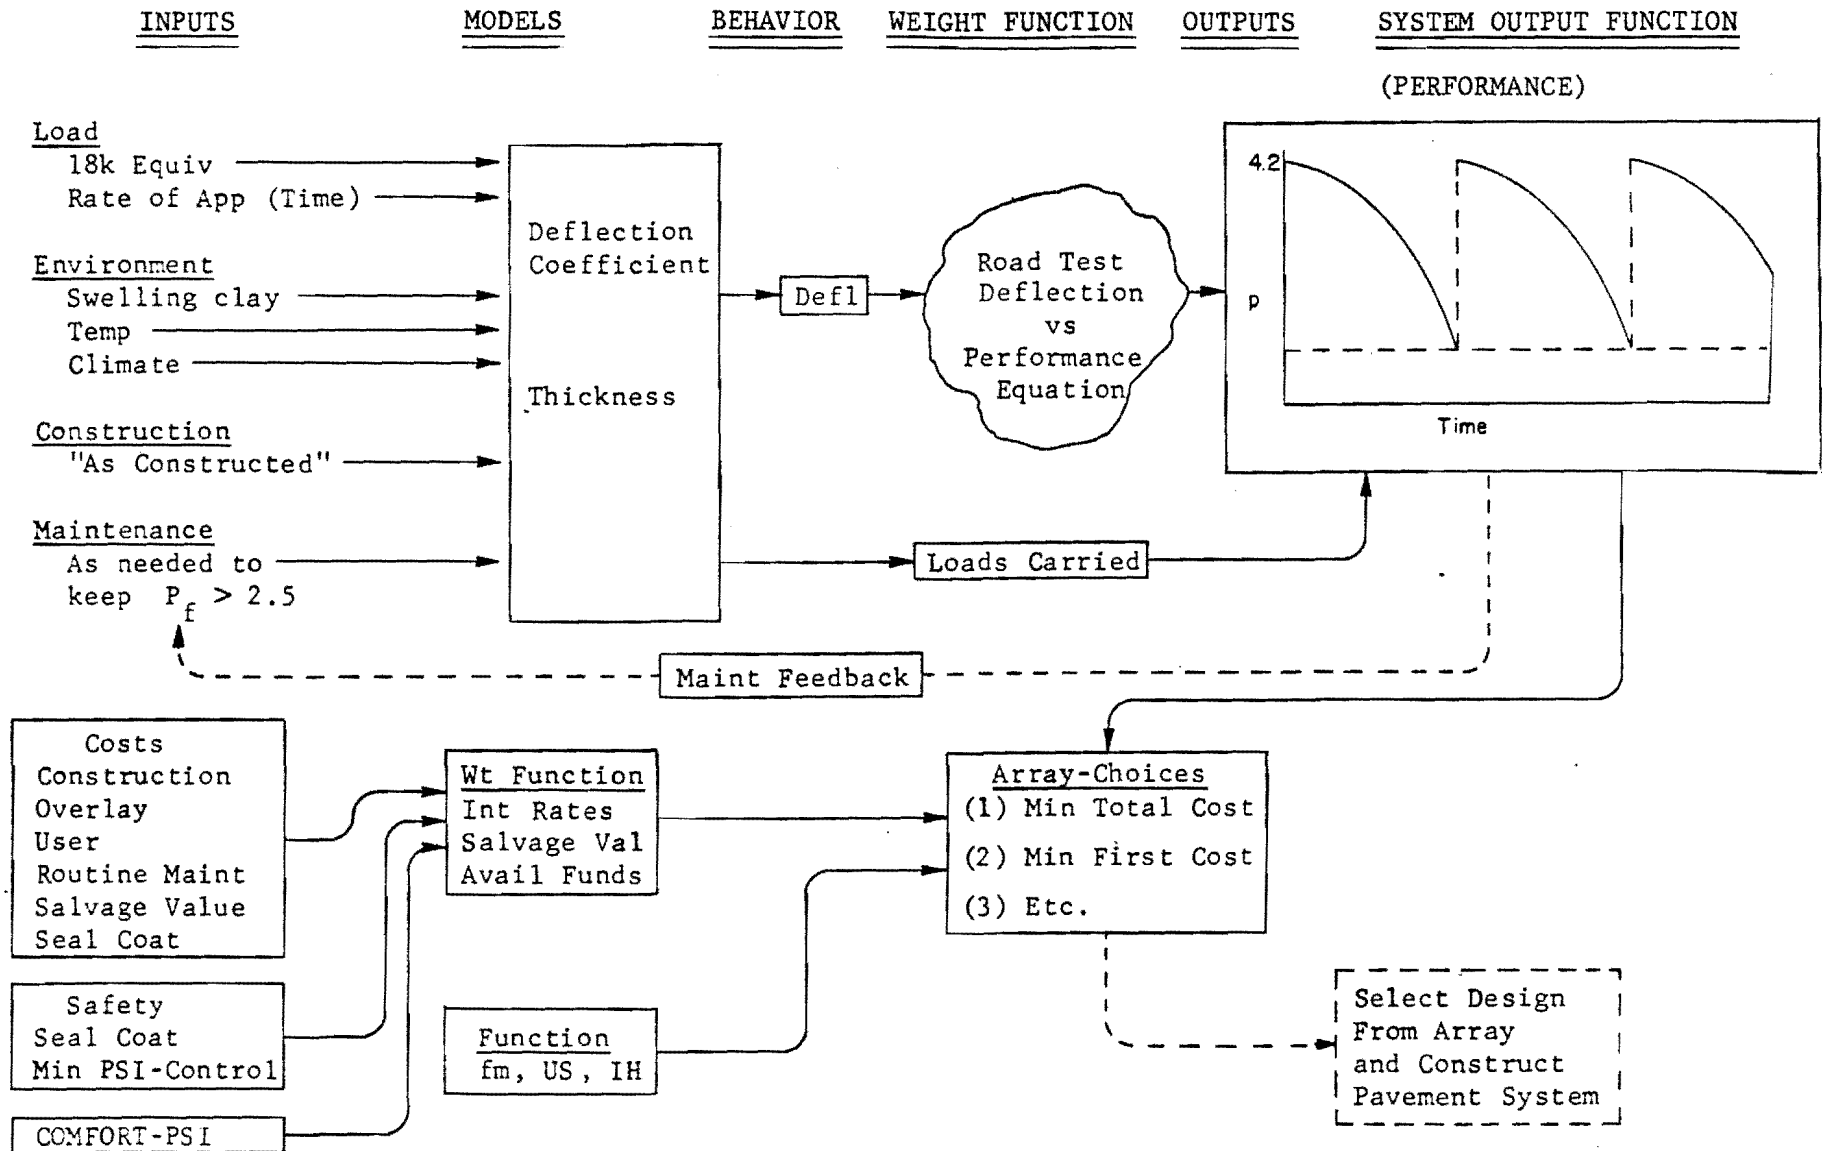 INPUTS
MODELS
BEHAVIOR
WEIGHT FUNCTION
OUTPUTS
SYSTEM OUTPUT FUNCTION
(PERFORMANCE)
Load
18k Equiv
Rate of App (Time)
Environment
Swelling clay
Temp
Climate
Construction
"As Constructed"
Maintenance
As needed to
keep Pf > 2.5
Deflection
Coefficient
Thickness
Defl
Road Test
Deflection
vs
Performance
Equation
4.2
p
Time
Loads Carried
Maint Feedback
Costs
Construction
Overlay
User
Routine Maint
Salvage Value
Seal Coat
Safety
Seal Coat
Min PSI-Control
COMFORT-PSI
Wt Function
Int Rates
Salvage Val
Avail Funds
Function
fm, US, IH
Array-Choices
(1) Min Total Cost
(2) Min First Cost
(3) Etc.
Select Design
From Array
and Construct
Pavement System